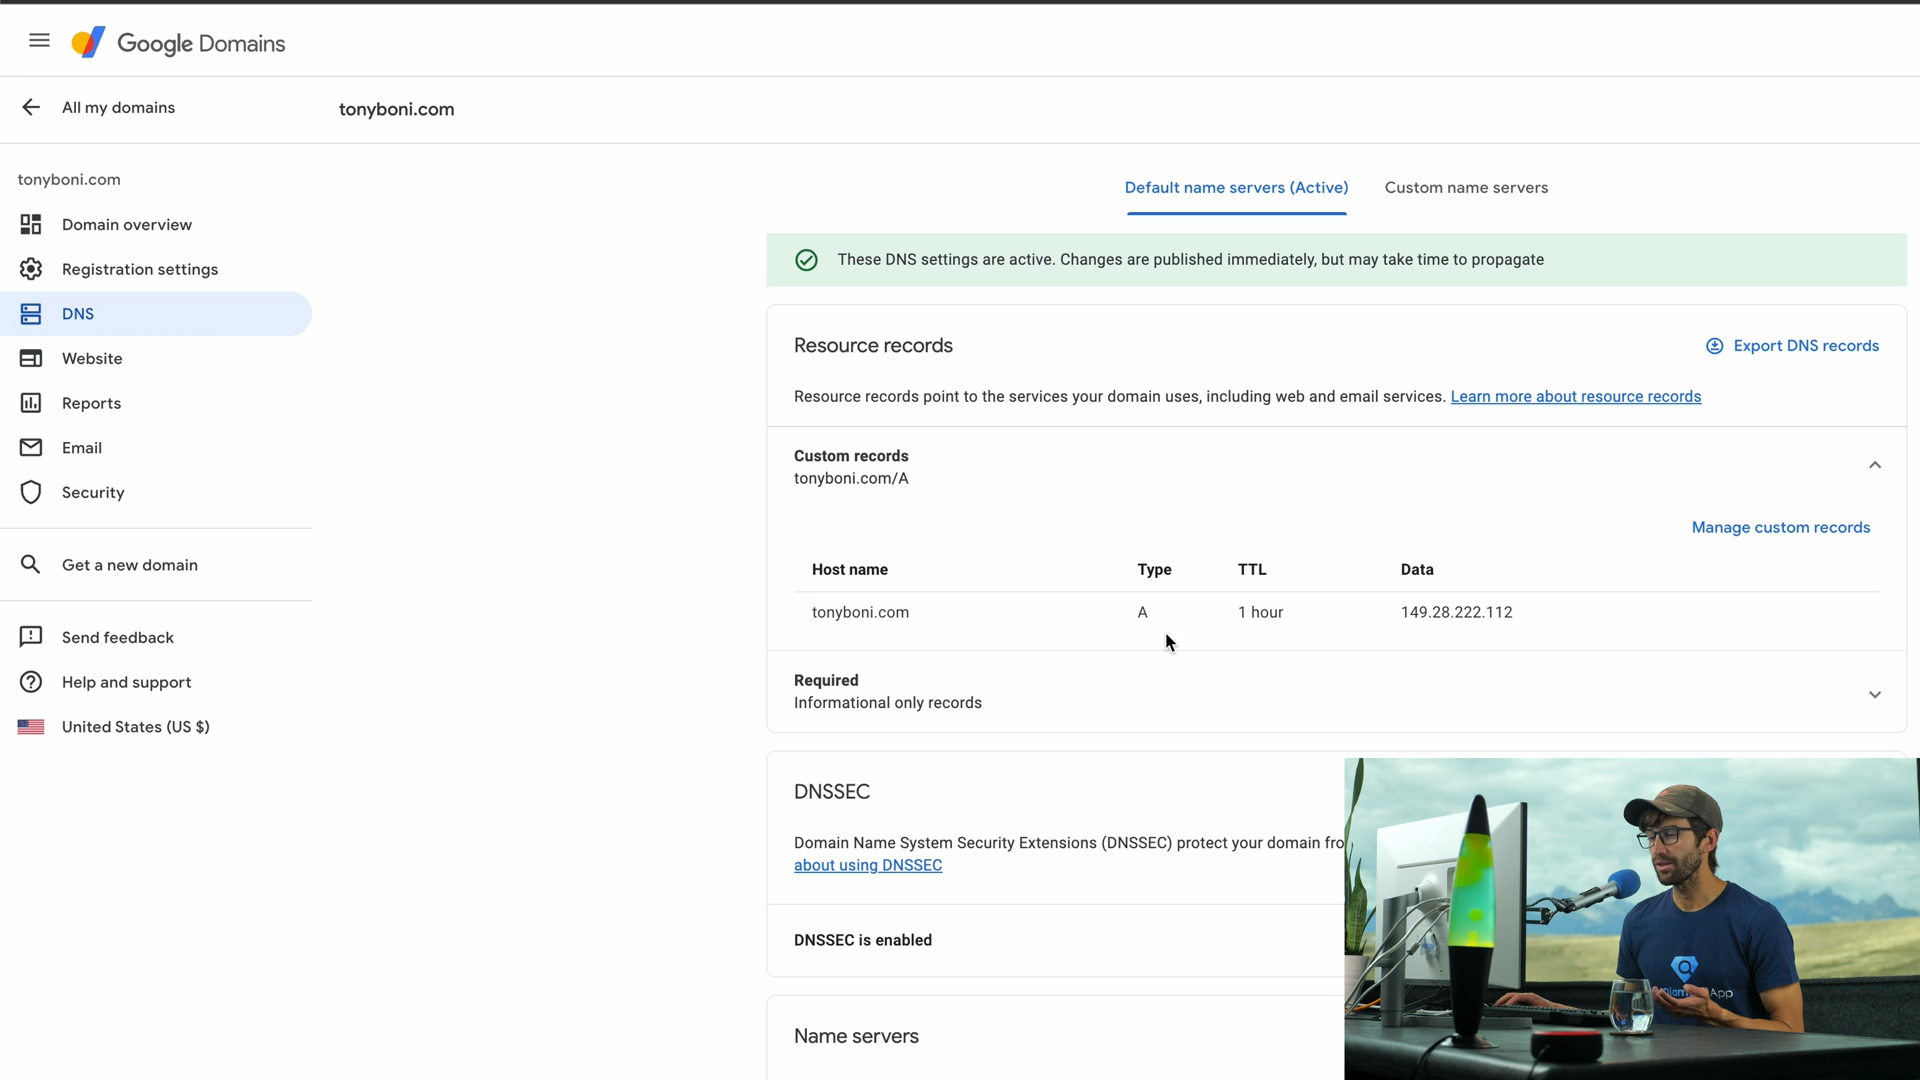 Google Domains
All my domains
tonyboni.com
tonyboni.com
Domain overview
Registration settings
DNS
Website
Reports
Email
Security
Get a new domain
Send feedback
Help and support
United States (US $)
Default name servers (Active)
Custom name servers
These DNS settings are active. Changes are published immediately, but may take time to propagate
Resource records
Export DNS records
Resource records point to the services your domain uses, including web and email services. Learn more about resource records
Custom records
tonyboni.com/A
Manage custom records
Host name Type TTL Data
tonyboni.com A 1 hour 149.28.222.112
Required
Informational only records
DNSSEC
Domain Name System Security Extensions (DNSSEC) protect your domain fro
about using DNSSEC
DNSSEC is enabled
Name servers
App